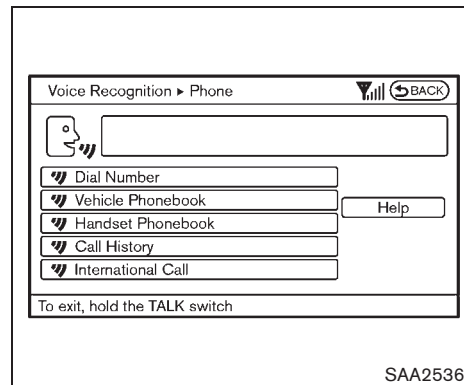 Voice Recognition ▸ Phone
BACK
Dial Number
Vehicle Phonebook
Help
Handset Phonebook
Call History
International Call
To exit, hold the TALK switch
SAA2536